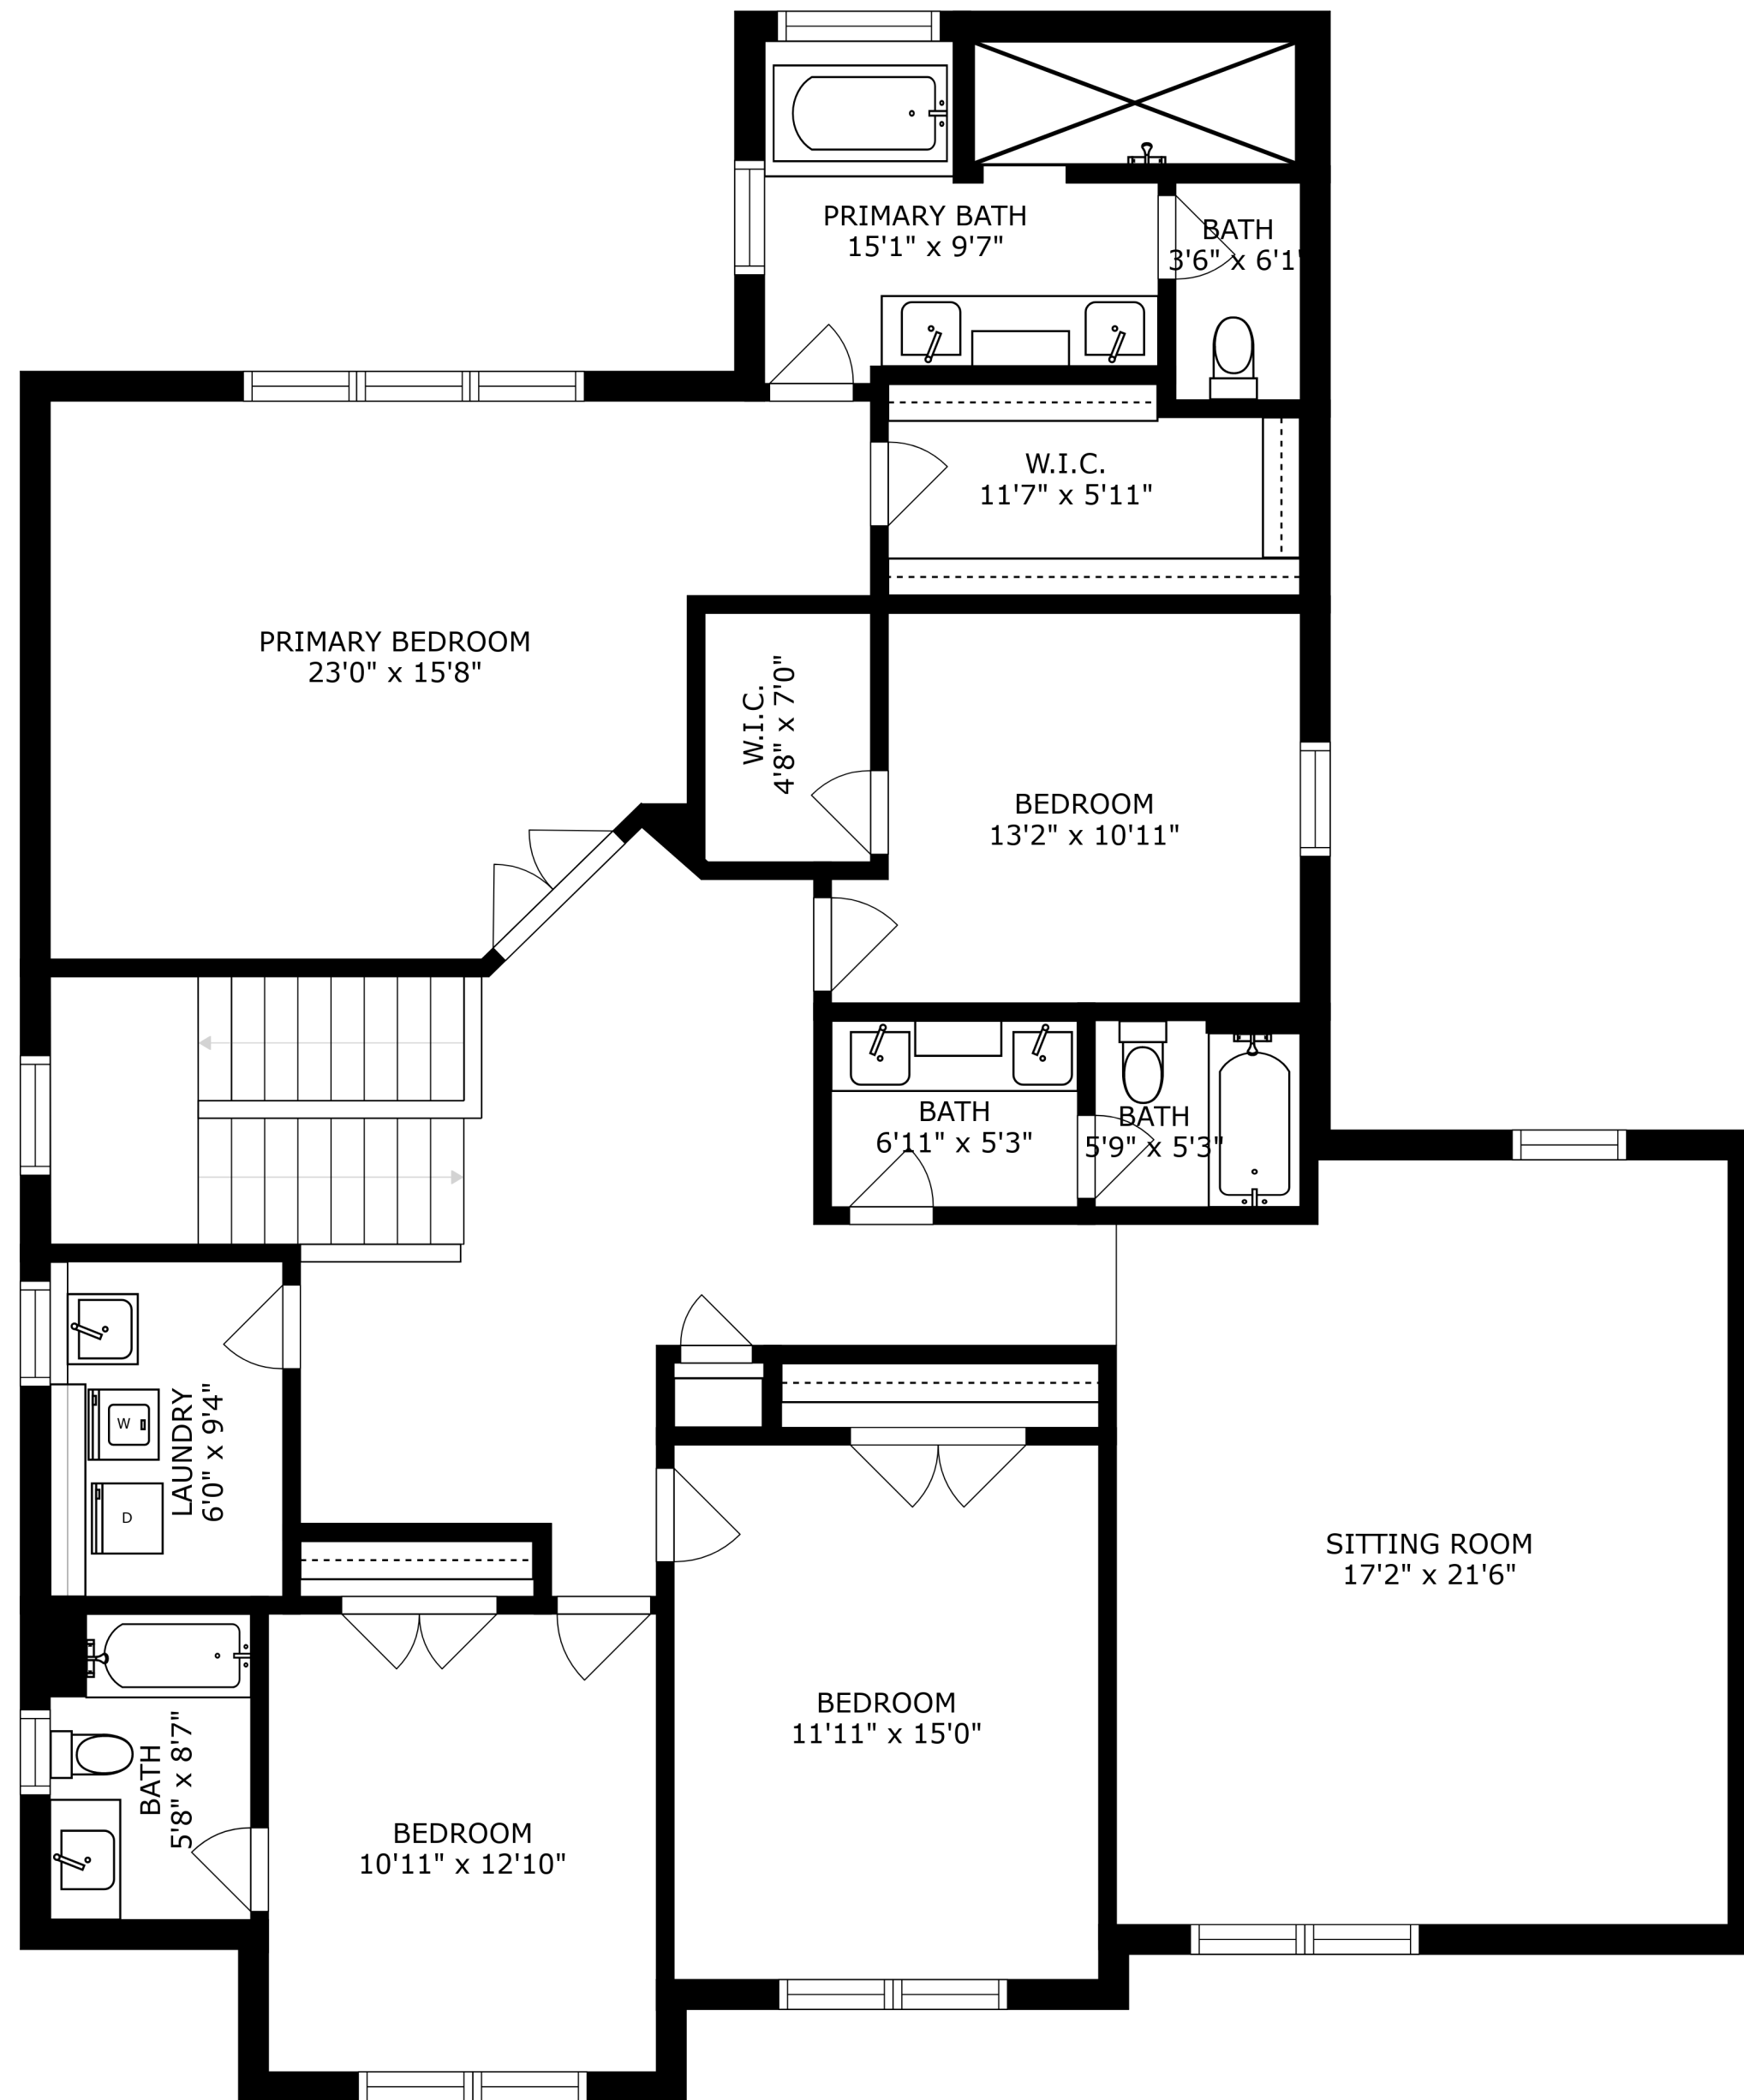 PRIMARY BATH
15'1" x 9'7"
BATH
3'6" x 6'1"
W.I.C.
11'7" x 5'11"
PRIMARY BEDROOM
23'0" x 15'8"
W.I.C.
4'8" x 7'0"
BEDROOM
13'2" x 10'11"
BATH
6'11" x 5'3"
BATH
5'9" x 5'3"
LAUNDRY
6'0" x 9'4"
W
D
SITTING ROOM
17'2" x 21'6"
BEDROOM
11'11" x 15'0"
BATH
5'8" x 8'7"
BEDROOM
10'11" x 12'10"